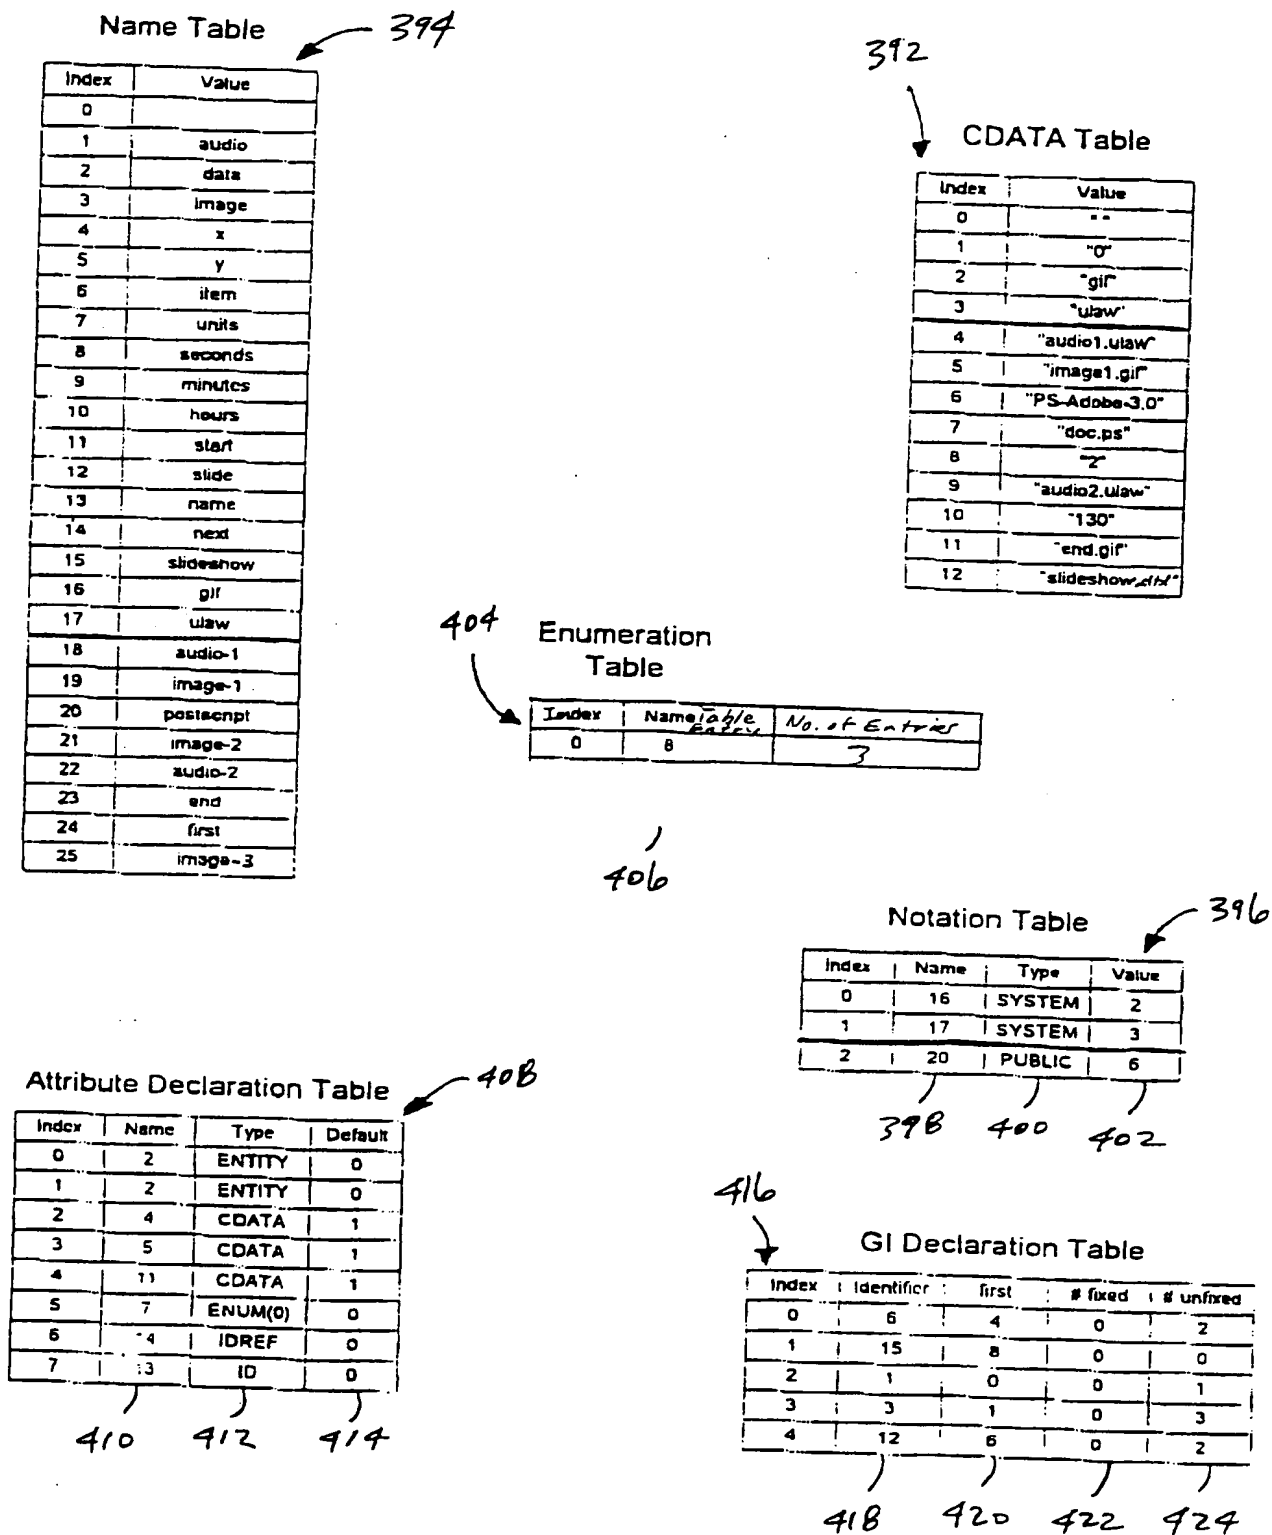 Name Table
394
Index Value
0
1 audio
2 data
3 image
4 x
5 y
6 item
7 units
8 seconds
9 minutes
10 hours
11 start
12 slide
13 name
14 next
15 slideshow
16 gif
17 ulaw
18 audio-1
19 image-1
20 postscript
21 image-2
22 audio-2
23 end
24 first
25 image-3
392
CDATA Table
Index Value
0 " "
1 "0"
2 "gif"
3 "ulaw"
4 "audio1.ulaw"
5 "image1.gif"
6 "PS-Adobe-3.0"
7 "doc.ps"
8 "2"
9 "audio2.ulaw"
10 "130"
11 "end.gif"
12 "slideshow.dtd"
404
Enumeration
Table
Index Name Table Entry No. of Entries
0 8 3
406
Notation Table
396
Index Name Type Value
0 16 SYSTEM 2
1 17 SYSTEM 3
2 20 PUBLIC 6
398 400 402
Attribute Declaration Table
408
Index Name Type Default
0 2 ENTITY 0
1 2 ENTITY 0
2 4 CDATA 1
3 5 CDATA 1
4 11 CDATA 1
5 7 ENUM(0) 0
6 14 IDREF 0
7 13 ID 0
410 412 414
416
GI Declaration Table
Index Identifier first # fixed # unfixed
0 6 4 0 2
1 15 8 0 0
2 1 0 0 1
3 3 1 0 3
4 12 6 0 2
418 420 422 424